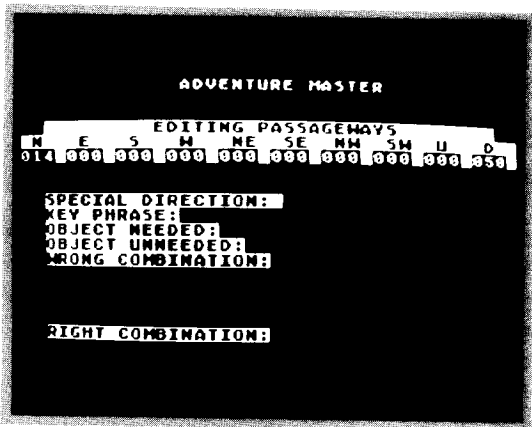 ADVENTURE MASTER
EDITING PASSAGEWAYS
N E S W NE SE NW SW U D
014 000 000 000 000 000 000 000 000 050
SPECIAL DIRECTION:
KEY PHRASE:
OBJECT NEEDED:
OBJECT UNNEEDED:
WRONG COMBINATION:
RIGHT COMBINATION: